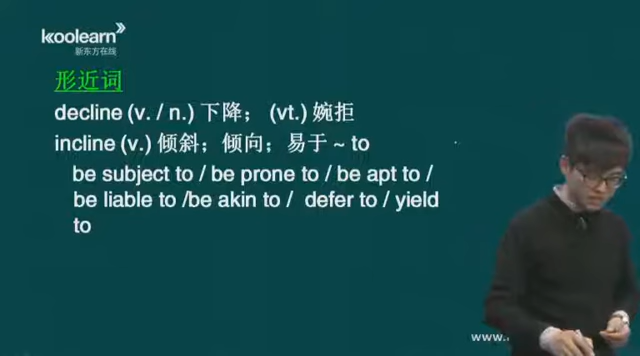 koolearn
新东方在线
形近词
decline (v. / n.) 下降； (vt.) 婉拒
incline (v.) 倾斜；倾向；易于 ~ to
be subject to / be prone to / be apt to /
be liable to /be akin to /  defer to / yield
to
www.